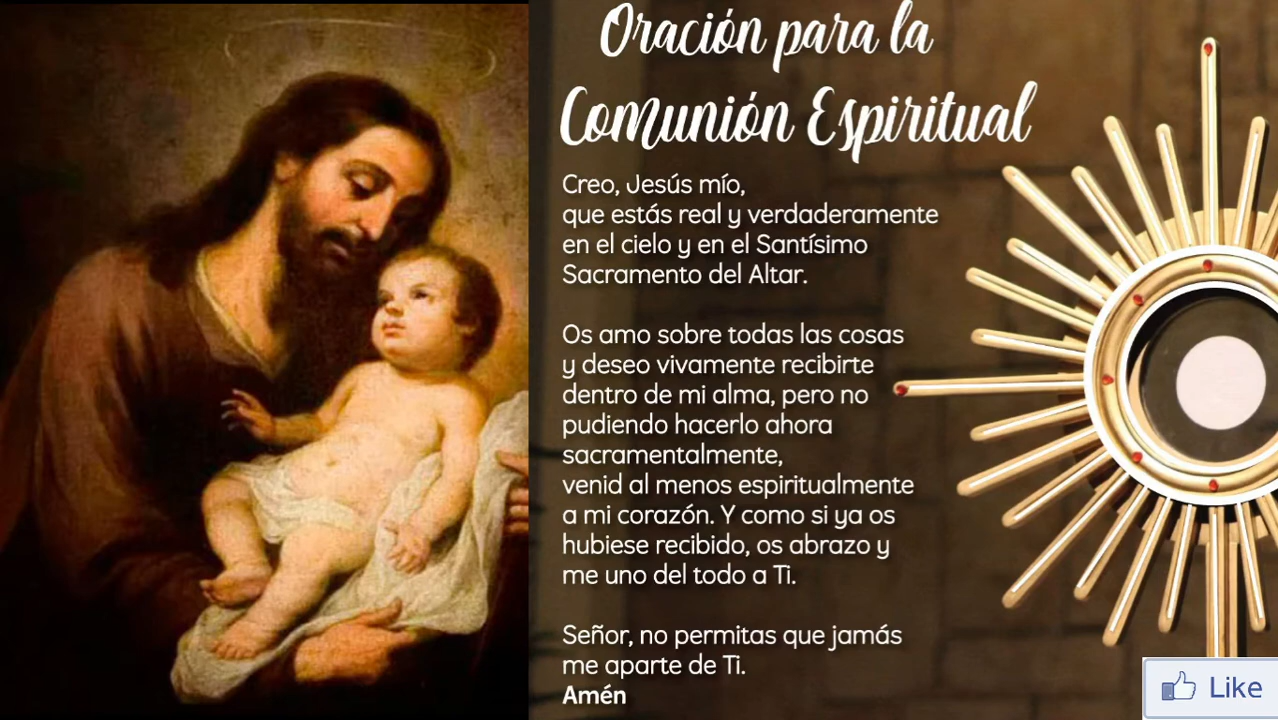 Oración para la
Comunión Espiritual
Creo, Jesús mío,
que estás real y verdaderamente
en el cielo y en el Santísimo
Sacramento del Altar.
Os amo sobre todas las cosas
y deseo vivamente recibirte
dentro de mi alma, pero no
pudiendo hacerlo ahora
sacramentalmente,
venid al menos espiritualmente
a mi corazón. Y como si ya os
hubiese recibido, os abrazo y
me uno del todo a Ti.
Señor, no permitas que jamás
me aparte de Ti.
Amén
Like